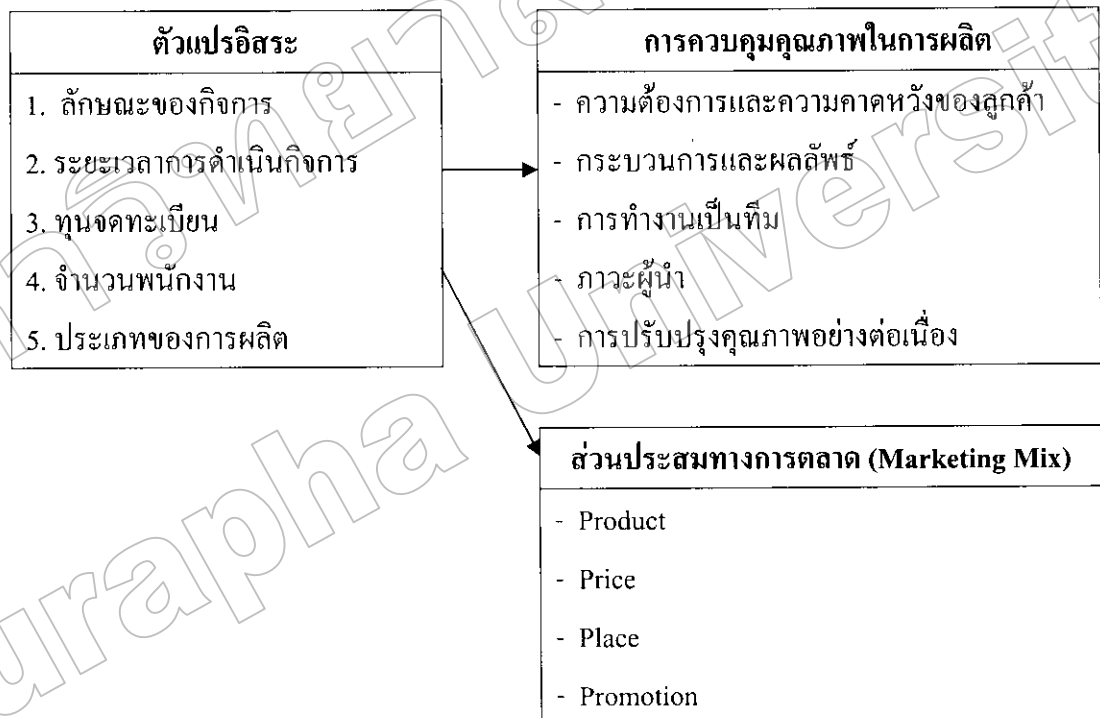 ตัวแปรอิสระ
1. ลักษณะของกิจการ
2. ระยะเวลาการดำเนินกิจการ
3. ทุนจดทะเบียน
4. จำนวนพนักงาน
5. ประเภทของการผลิต
การควบคุมคุณภาพในการผลิต
- ความต้องการและความคาดหวังของลูกค้า
- กระบวนการและผลลัพธ์
- การทำงานเป็นทีม
- ภาวะผู้นำ
- การปรับปรุงคุณภาพอย่างต่อเนื่อง
ส่วนประสมทางการตลาด (Marketing Mix)
- Product
- Price
- Place
- Promotion